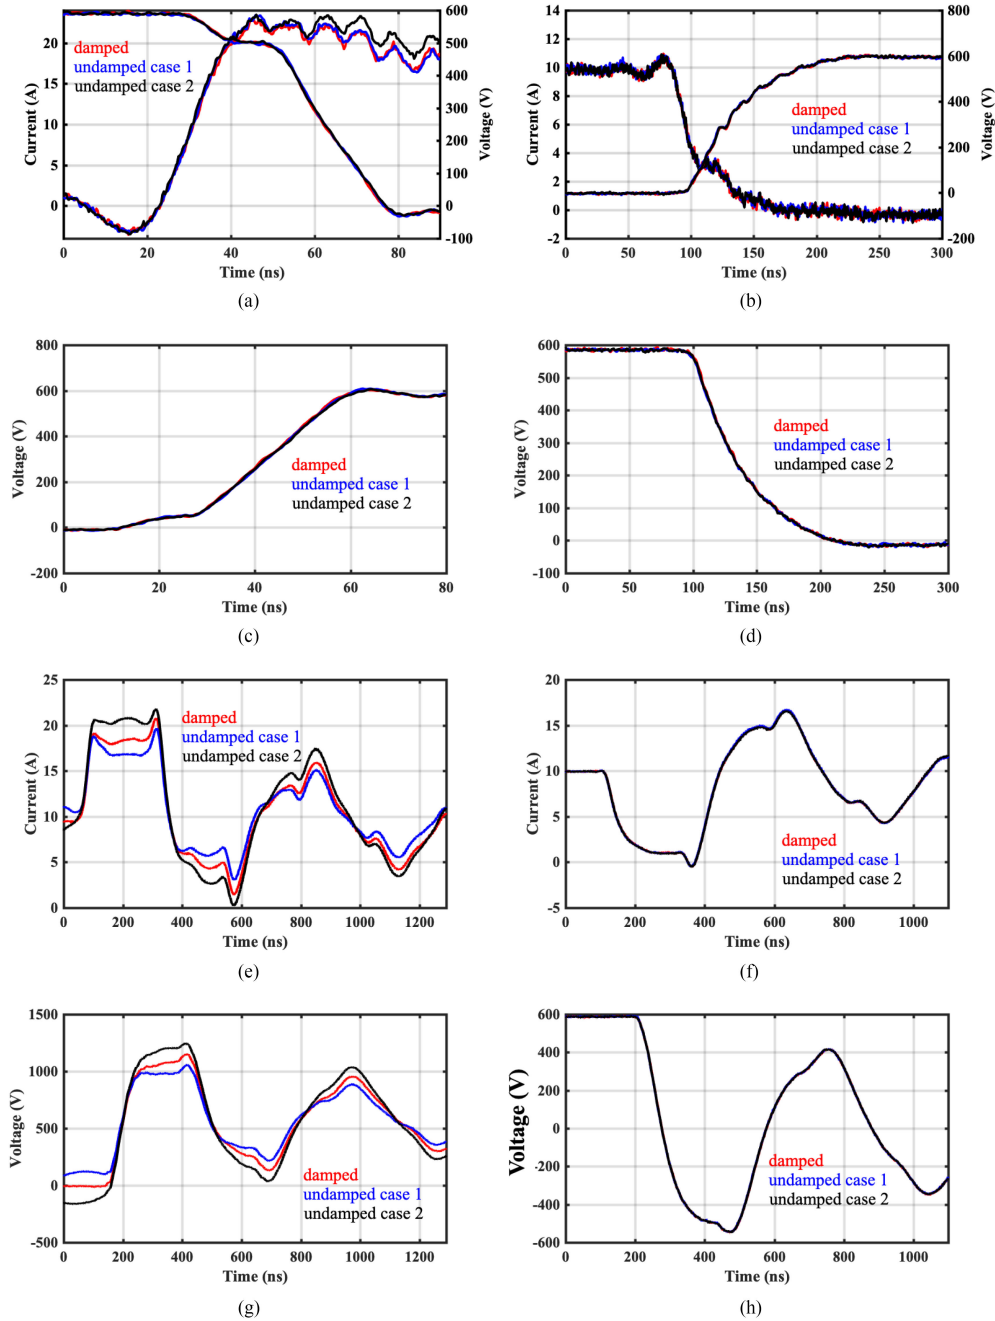 damped
undamped case 1
undamped case 2
Current (A)
20
15
10
5
0
600
500
400
300
200
100
0
-100
Voltage (V)
0
20
40
60
80
Time (ns)
(a)
14
12
10
8
6
4
2
0
-2
Current (A)
800
600
400
200
0
-200
Voltage (V)
damped
undamped case 1
undamped case 2
0
50
100
150
200
250
300
Time (ns)
(b)
800
600
400
200
0
-200
Voltage (V)
damped
undamped case 1
undamped case 2
0
20
40
60
80
Time (ns)
(c)
600
500
400
300
200
100
0
-100
Voltage (V)
damped
undamped case 1
undamped case 2
0
50
100
150
200
250
300
Time (ns)
(d)
25
20
15
10
5
0
Current (A)
damped
undamped case 1
undamped case 2
0
200
400
600
800
1000
1200
Time (ns)
(e)
20
15
10
5
0
-5
Current (A)
damped
undamped case 1
undamped case 2
0
200
400
600
800
1000
Time (ns)
(f)
1500
1000
500
0
-500
Voltage (V)
damped
undamped case 1
undamped case 2
0
200
400
600
800
1000
1200
Time (ns)
(g)
600
400
200
0
-200
-400
-600
Voltage (V)
damped
undamped case 1
undamped case 2
0
200
400
600
800
1000
Time (ns)
(h)